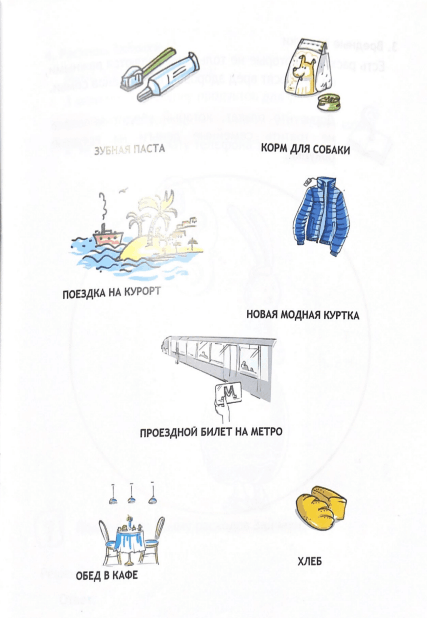 ЗУБНАЯ ПАСТА
КОРМ ДЛЯ СОБАКИ
ПОЕЗДКА НА КУРОРТ
НОВАЯ МОДНАЯ КУРТКА
М
ПРОЕЗДНОЙ БИЛЕТ НА МЕТРО
ОБЕД В КАФЕ
ХЛЕБ